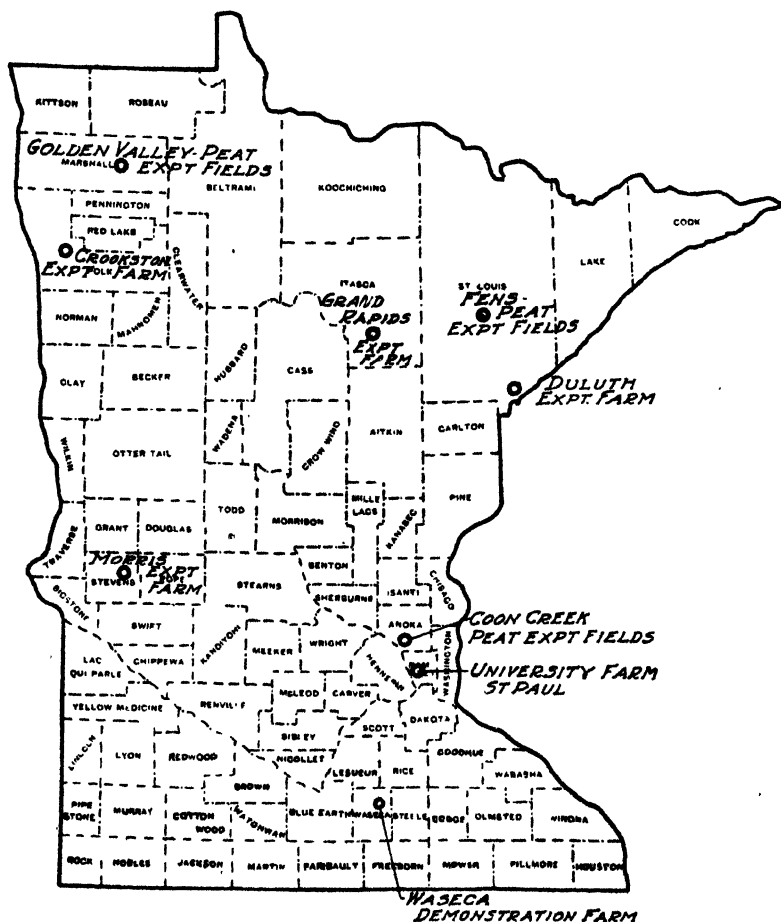 KITTSON
ROSEAU
GOLDEN VALLEY-PEAT
MARSHALL
EXPT FIELDS
BELTRAMI
KOOCHICHING
PENNINGTON
RED LAKE
COOK
LAKE
CROOKSTON
EXPT FARM
POLK
CLEARWATER
ITASCA
ST. LOUIS
GRAND
RAPIDS
EXPT
FARM
FENS-
PEAT
EXPT FIELDS
NORMAN
MAHNOMEN
HUBBARD
CASS
CLAY
BECKER
DULUTH
EXPT. FARM
WADENA
CROW WING
AITKIN
CARLTON
WILKIN
OTTER TAIL
PINE
TODD
MILLE
LACS
KANABEC
GRANT
DOUGLAS
MORRISON
TRAVERSE
MORRIS
EXPT
FARM
STEVENS
POPE
BENTON
STEARNS
SHERBURNE
ISANTI
CHISAGO
BIGSTONE
SWIFT
KANDIYOHI
MEEKER
WRIGHT
ANOKA
COON CREEK
PEAT EXPT FIELDS
HENNEPIN
WASHINGTON
LAC
QUI PARLE
CHIPPEWA
UNIVERSITY FARM
ST PAUL
YELLOW MEDICINE
RENVILLE
MCLEOD
CARVER
SCOTT
DAKOTA
SIBLEY
LINCOLN
LYON
REDWOOD
NICOLLET
LESUEUR
RICE
GOODHUE
WABASHA
BROWN
PIPE
STONE
MURRAY
COTTON
WOOD
WATONWAN
BLUE EARTH
WASECA
STEELE
DODGE
OLMSTED
WINONA
ROCK
NOBLES
JACKSON
MARTIN
FARIBAULT
FREEBORN
MOWER
FILLMORE
HOUSTON
WASECA
DEMONSTRATION FARM